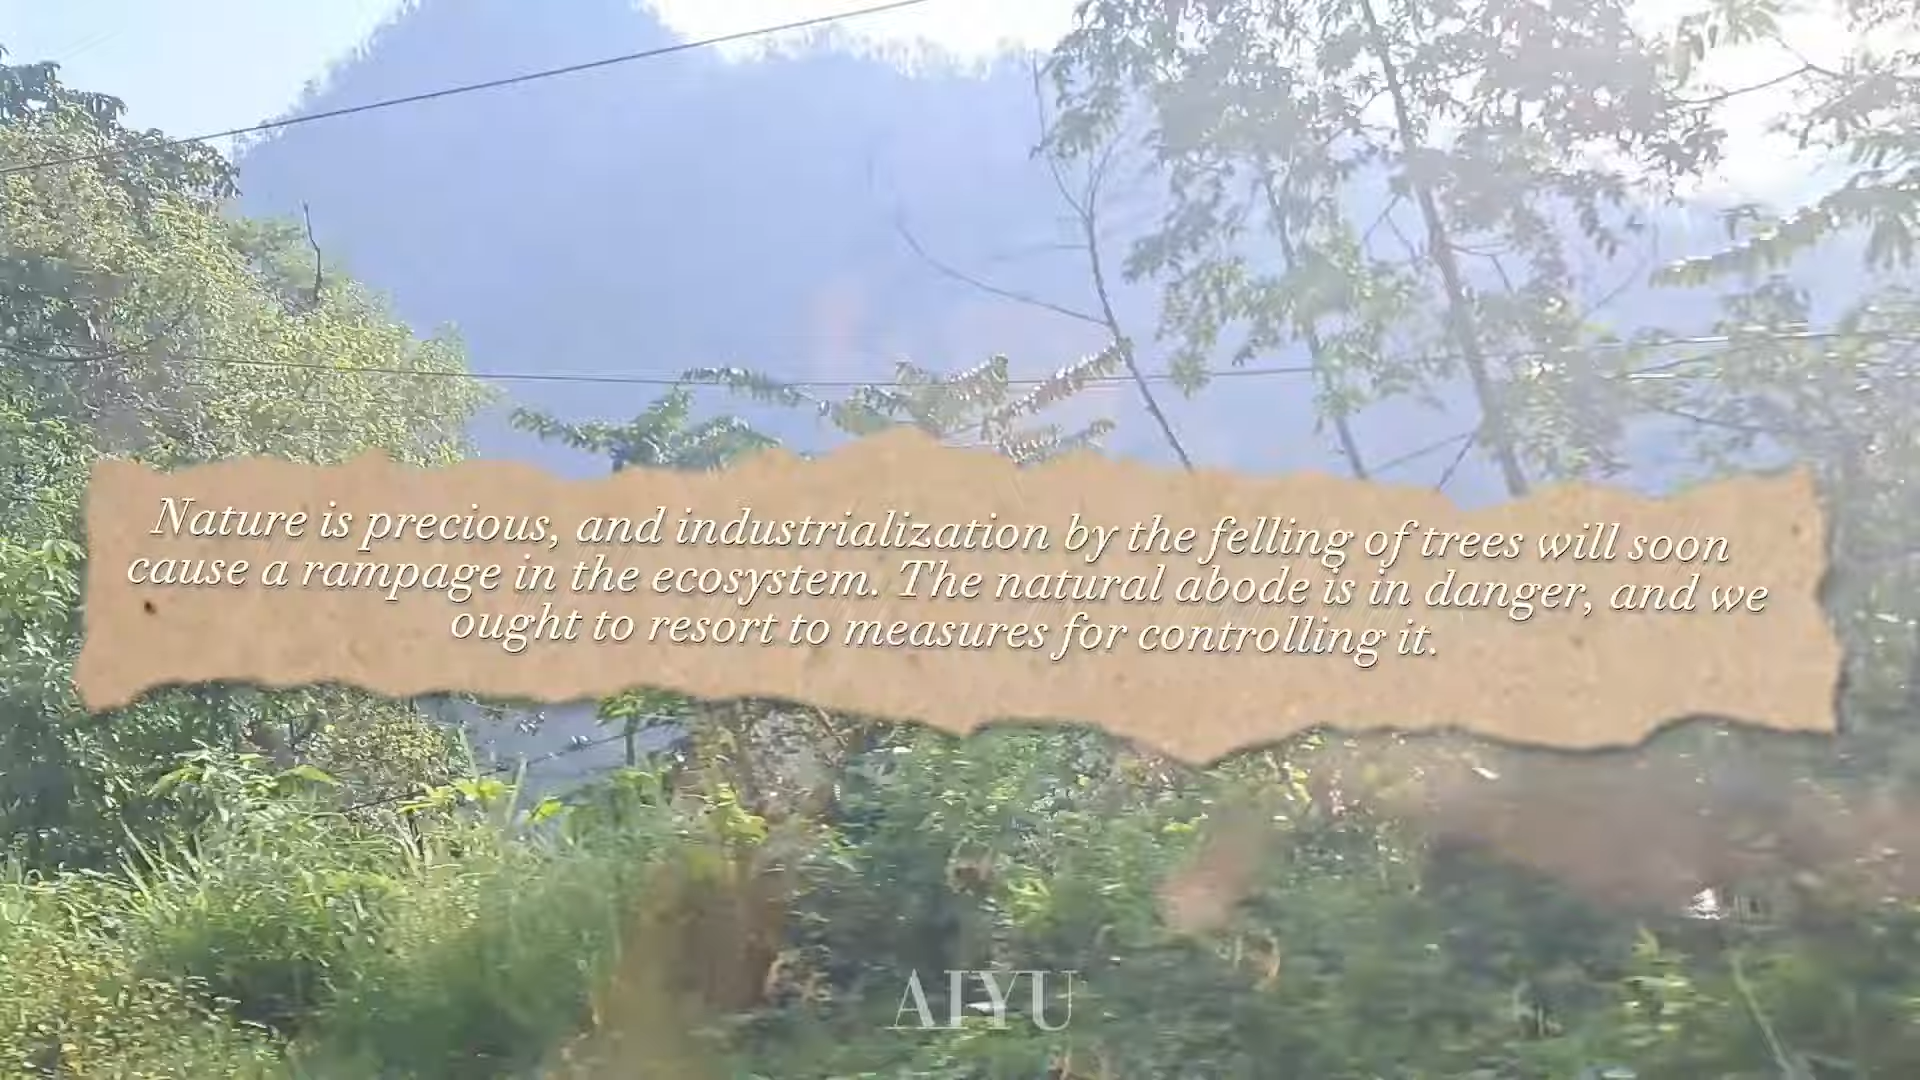 Nature is precious, and industrialization by the felling of trees will soon
cause a rampage in the ecosystem. The natural abode is in danger, and we
ought to resort to measures for controlling it.
AIYU